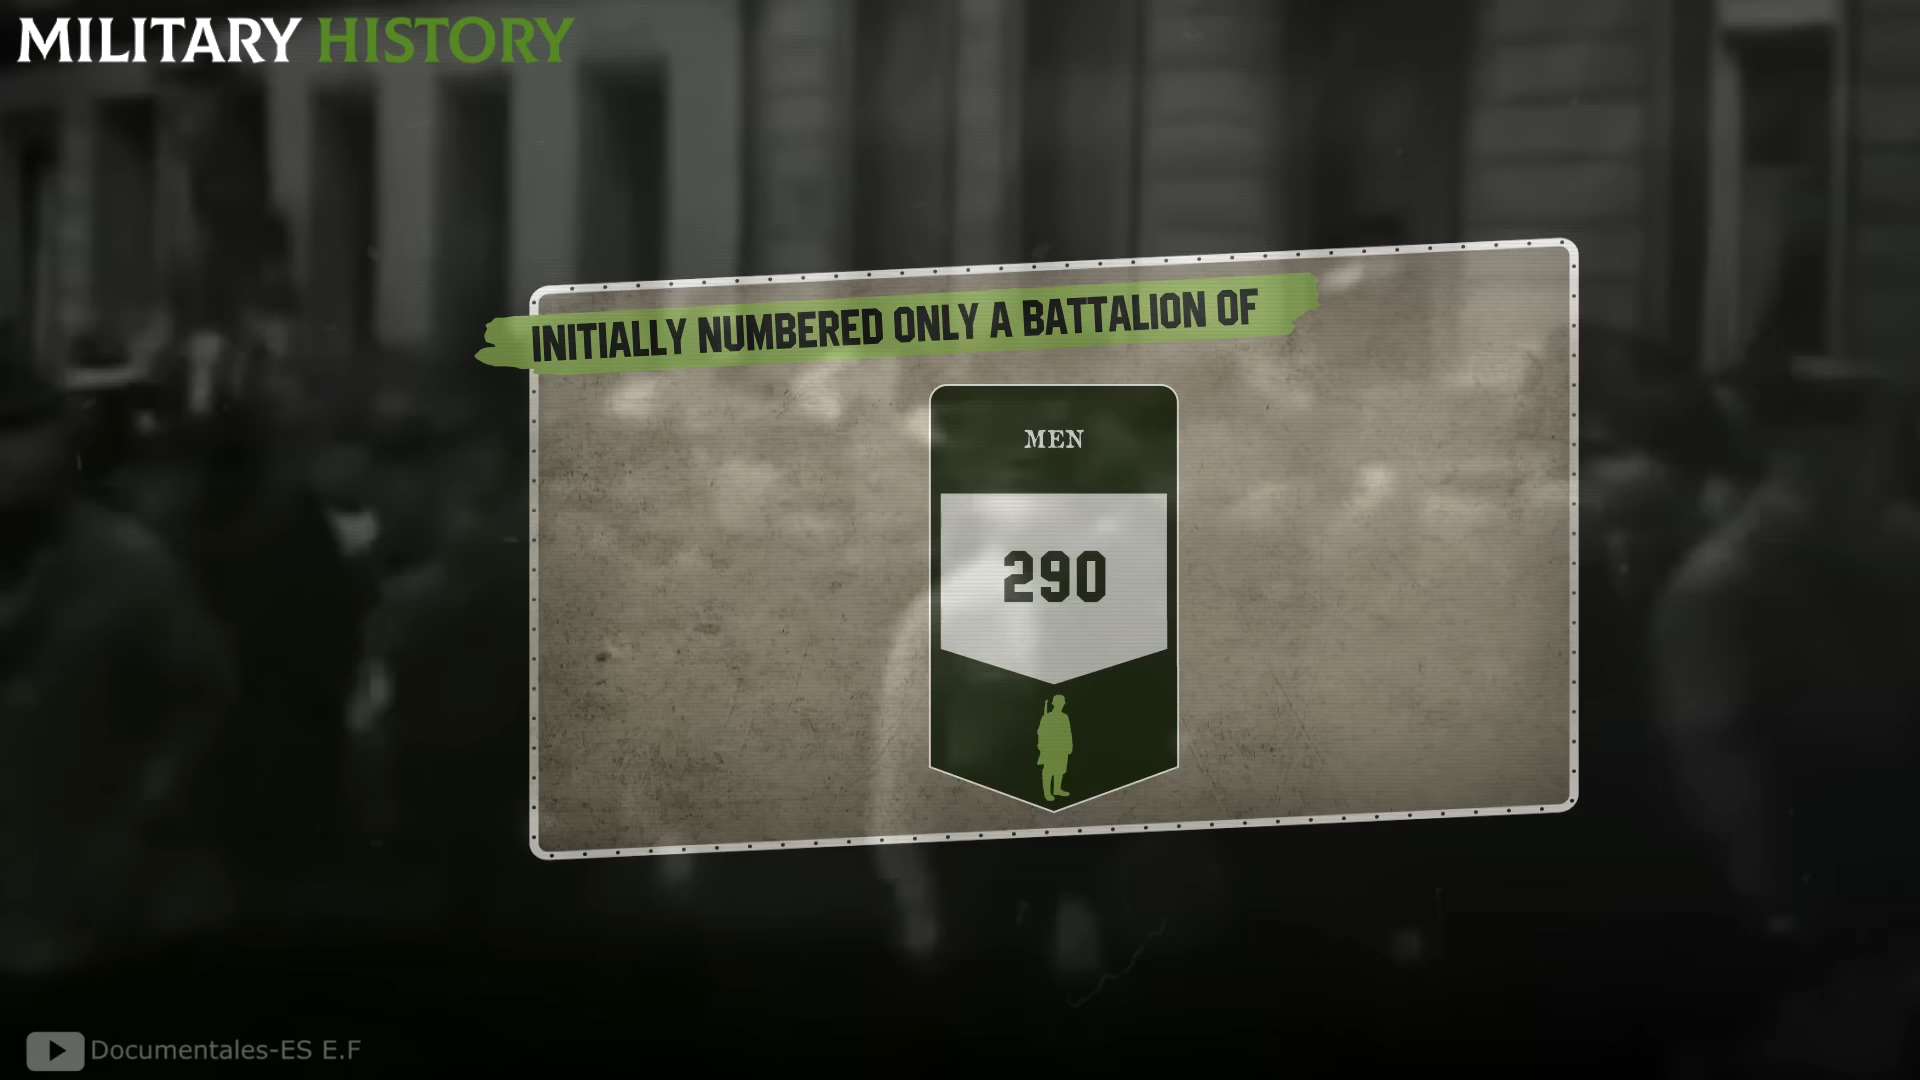 MILITARY HISTORY
INITIALLY NUMBERED ONLY A BATTALION OF
MEN
290
Documentales-ES E.F